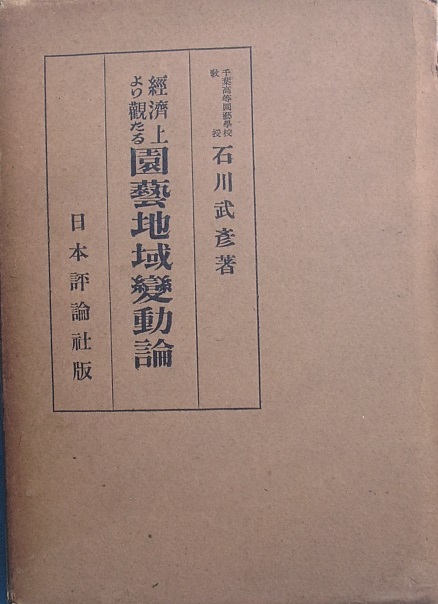 千葉高等園藝學校
教授
石川武彦著
經濟上
より觀たる
園藝地域變動論
日本評論社版